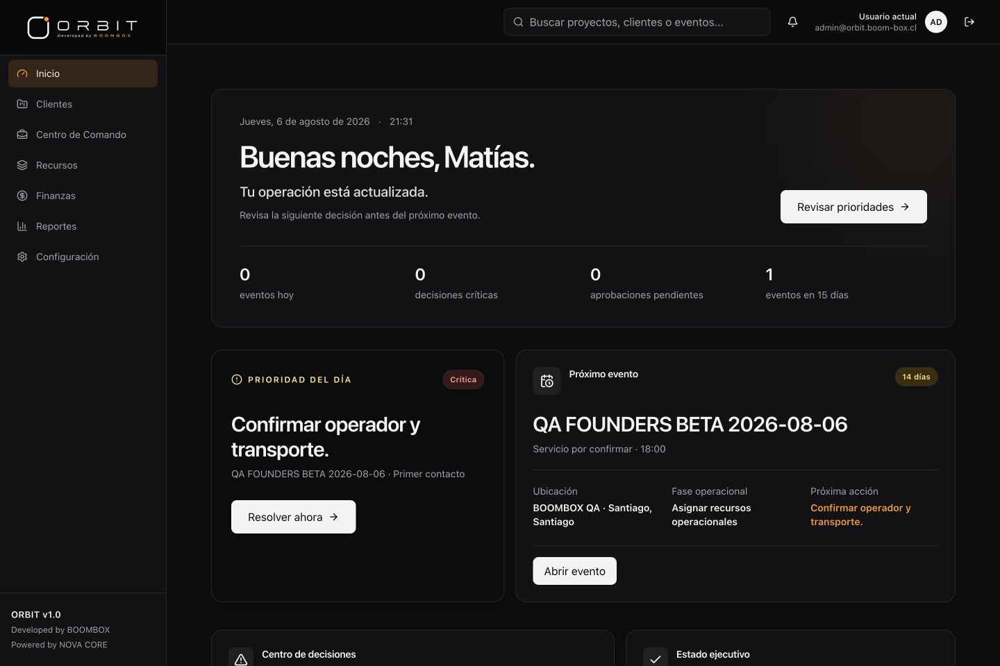 ORBIT
Developed by BOOMBOX
Buscar proyectos, clientes o eventos...
Usuario actual
admin@orbit.boom-box.cl
AD
Inicio
Clientes
Centro de Comando
Recursos
Finanzas
Reportes
Configuración
ORBIT v1.0
Developed by BOOMBOX
Powered by NOVA CORE
Jueves, 6 de agosto de 2026 · 21:31
Buenas noches, Matías.
Tu operación está actualizada.
Revisa la siguiente decisión antes del próximo evento.
Revisar prioridades
0
eventos hoy
0
decisiones críticas
0
aprobaciones pendientes
1
eventos en 15 días
PRIORIDAD DEL DÍA
Crítica
Confirmar operador y
transporte.
QA FOUNDERS BETA 2026-08-06 · Primer contacto
Resolver ahora
Próximo evento
14 días
QA FOUNDERS BETA 2026-08-06
Servicio por confirmar · 18:00
Ubicación
BOOMBOX QA · Santiago,
Santiago
Fase operacional
Asignar recursos
operacionales
Próxima acción
Confirmar operador y
transporte.
Abrir evento
Centro de decisiones
Estado ejecutivo